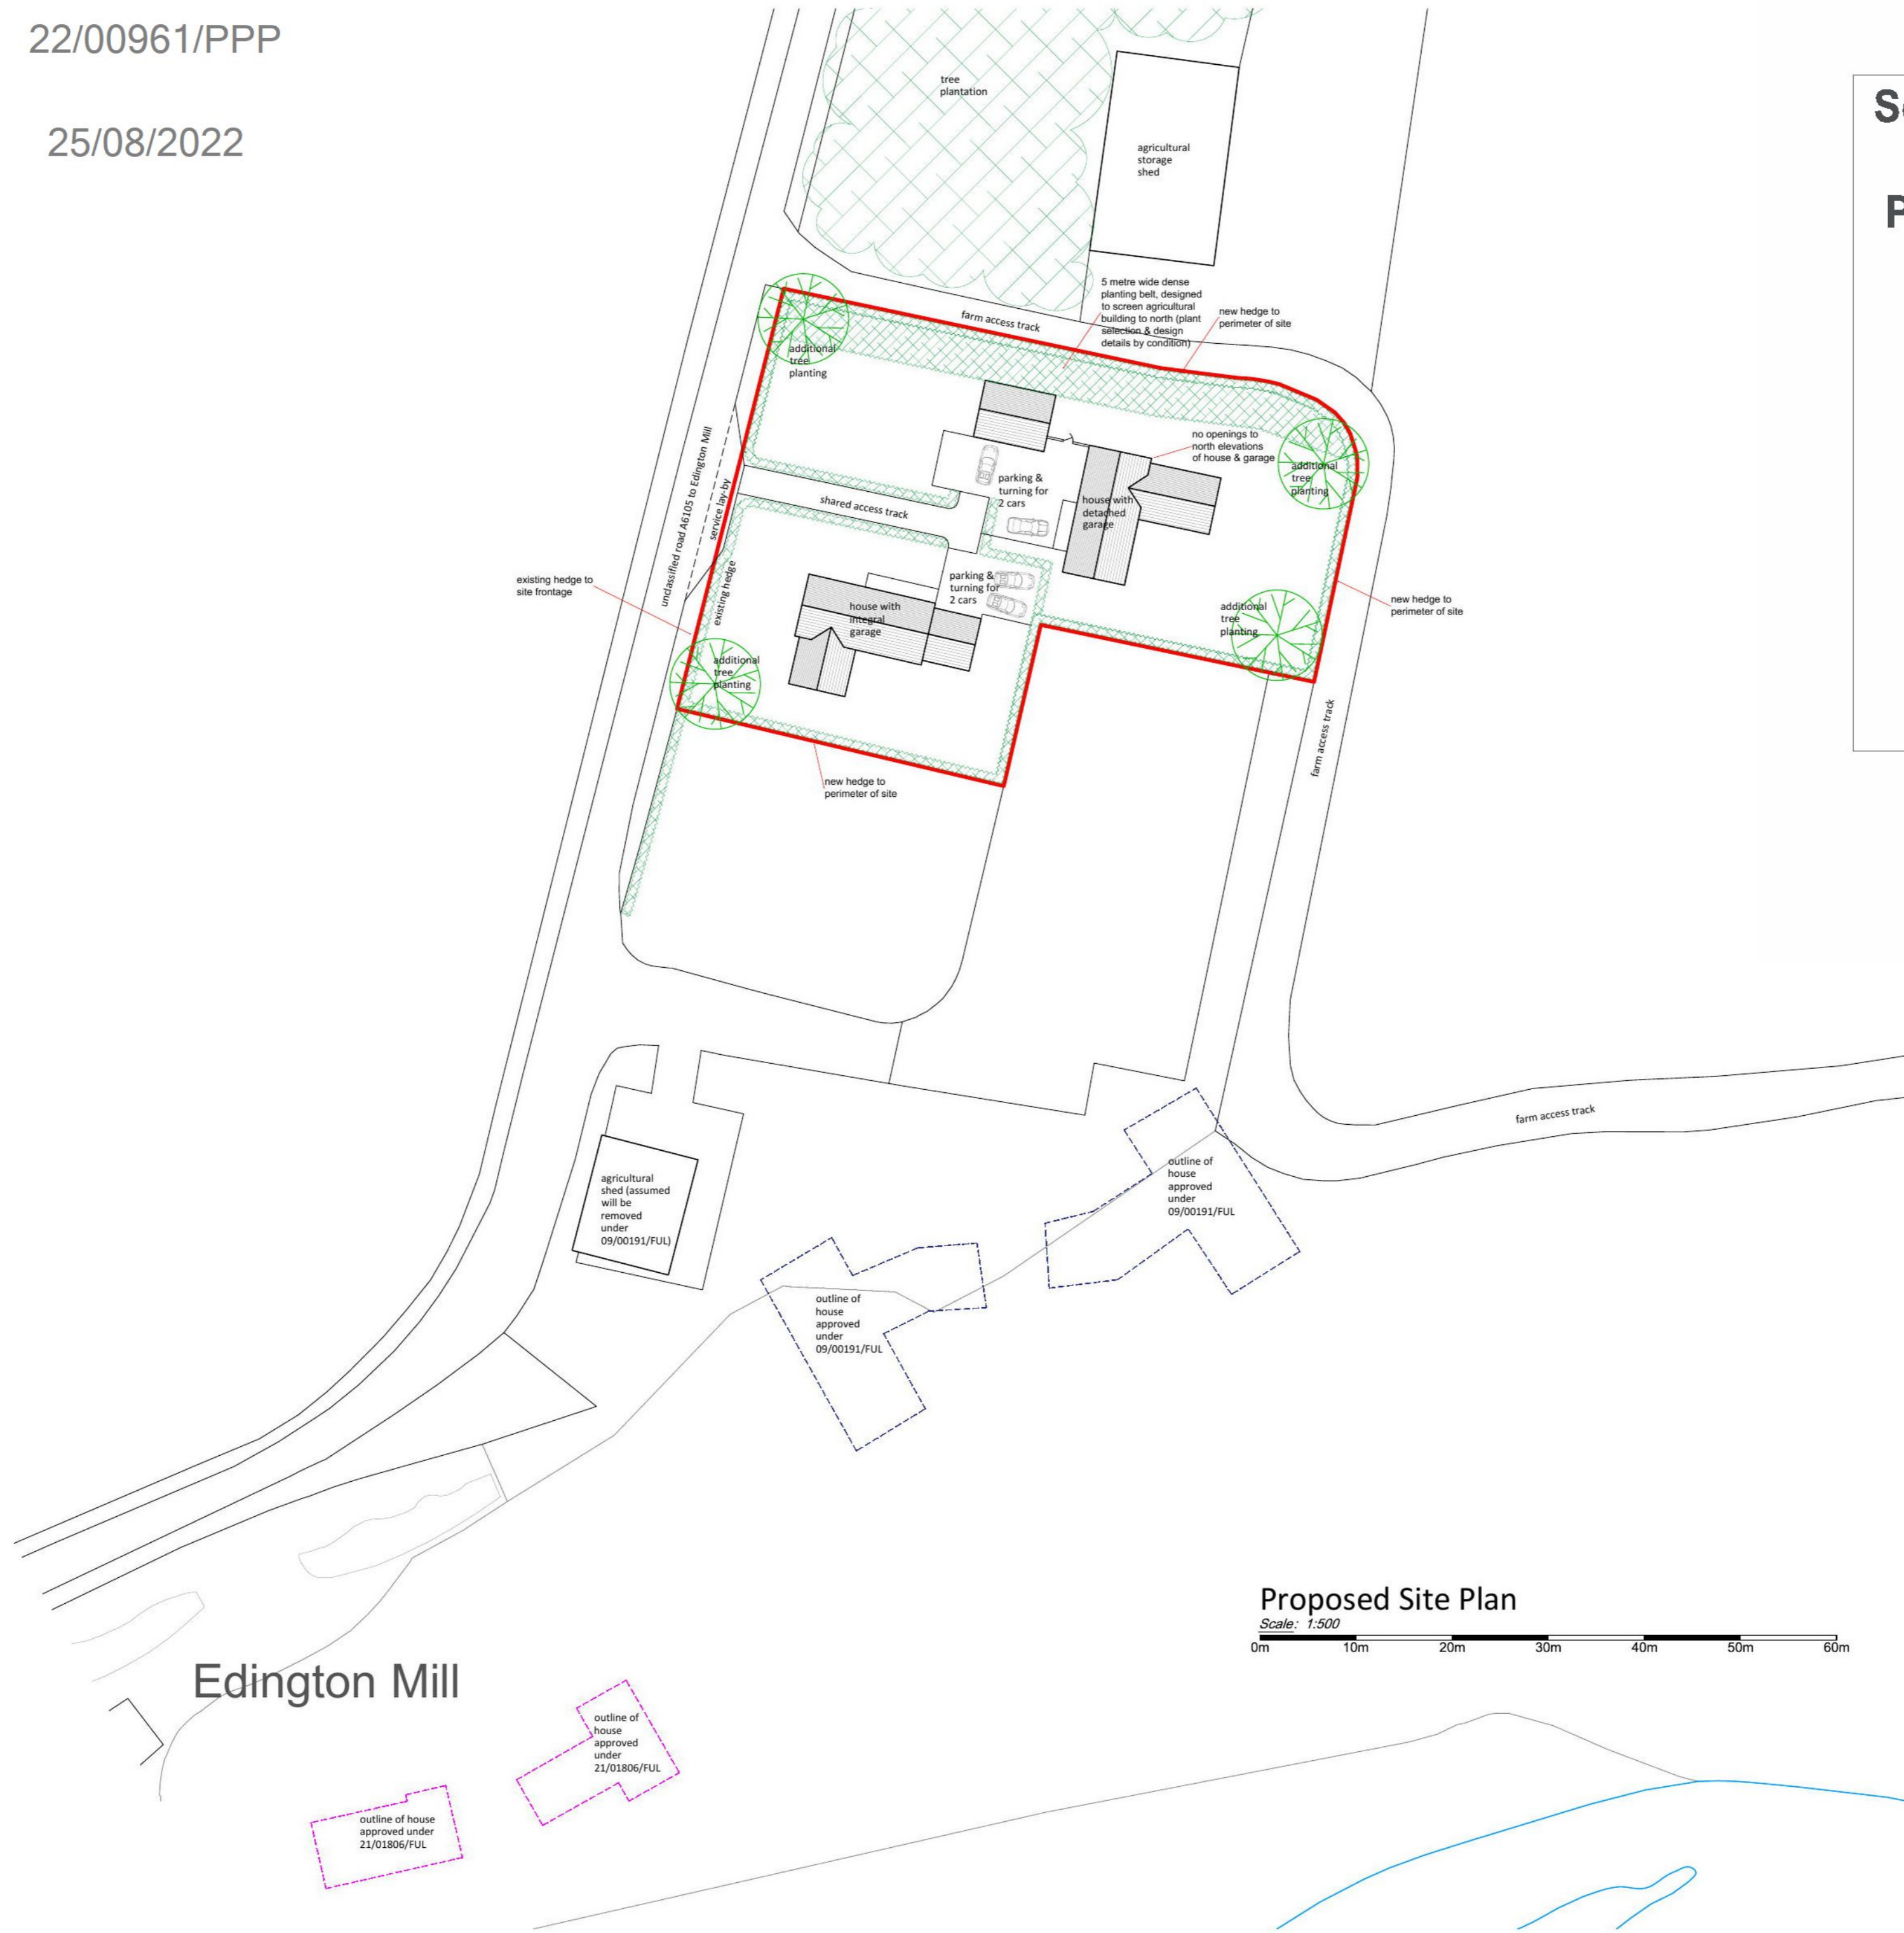 22/00961/PPP
25/08/2022
tree
plantation
agricultural
storage
shed
5 metre wide dense
planting belt, designed
to screen agricultural
building to north (plant
selection & design
details by condition)
new hedge to
perimeter of site
farm access track
additional
tree
planting
no openings to
north elevations
of house & garage
additional
tree
planting
parking &
turning for
2 cars
house with
detached
garage
shared access track
unclassified road A6105 to Edington Mill
service lay-by
existing hedge
existing hedge to
site frontage
parking &
turning for
2 cars
house with
integral
garage
additional
tree
planting
new hedge to
perimeter of site
additional
tree
planting
new hedge to
perimeter of site
farm access track
farm access track
agricultural
shed (assumed
will be
removed
under
09/00191/FUL)
outline of
house
approved
under
09/00191/FUL
outline of
house
approved
under
09/00191/FUL
Proposed Site Plan
Scale: 1:500
0m 10m 20m 30m 40m 50m 60m
Edington Mill
outline of
house
approved
under
21/01806/FUL
outline of house
approved under
21/01806/FUL